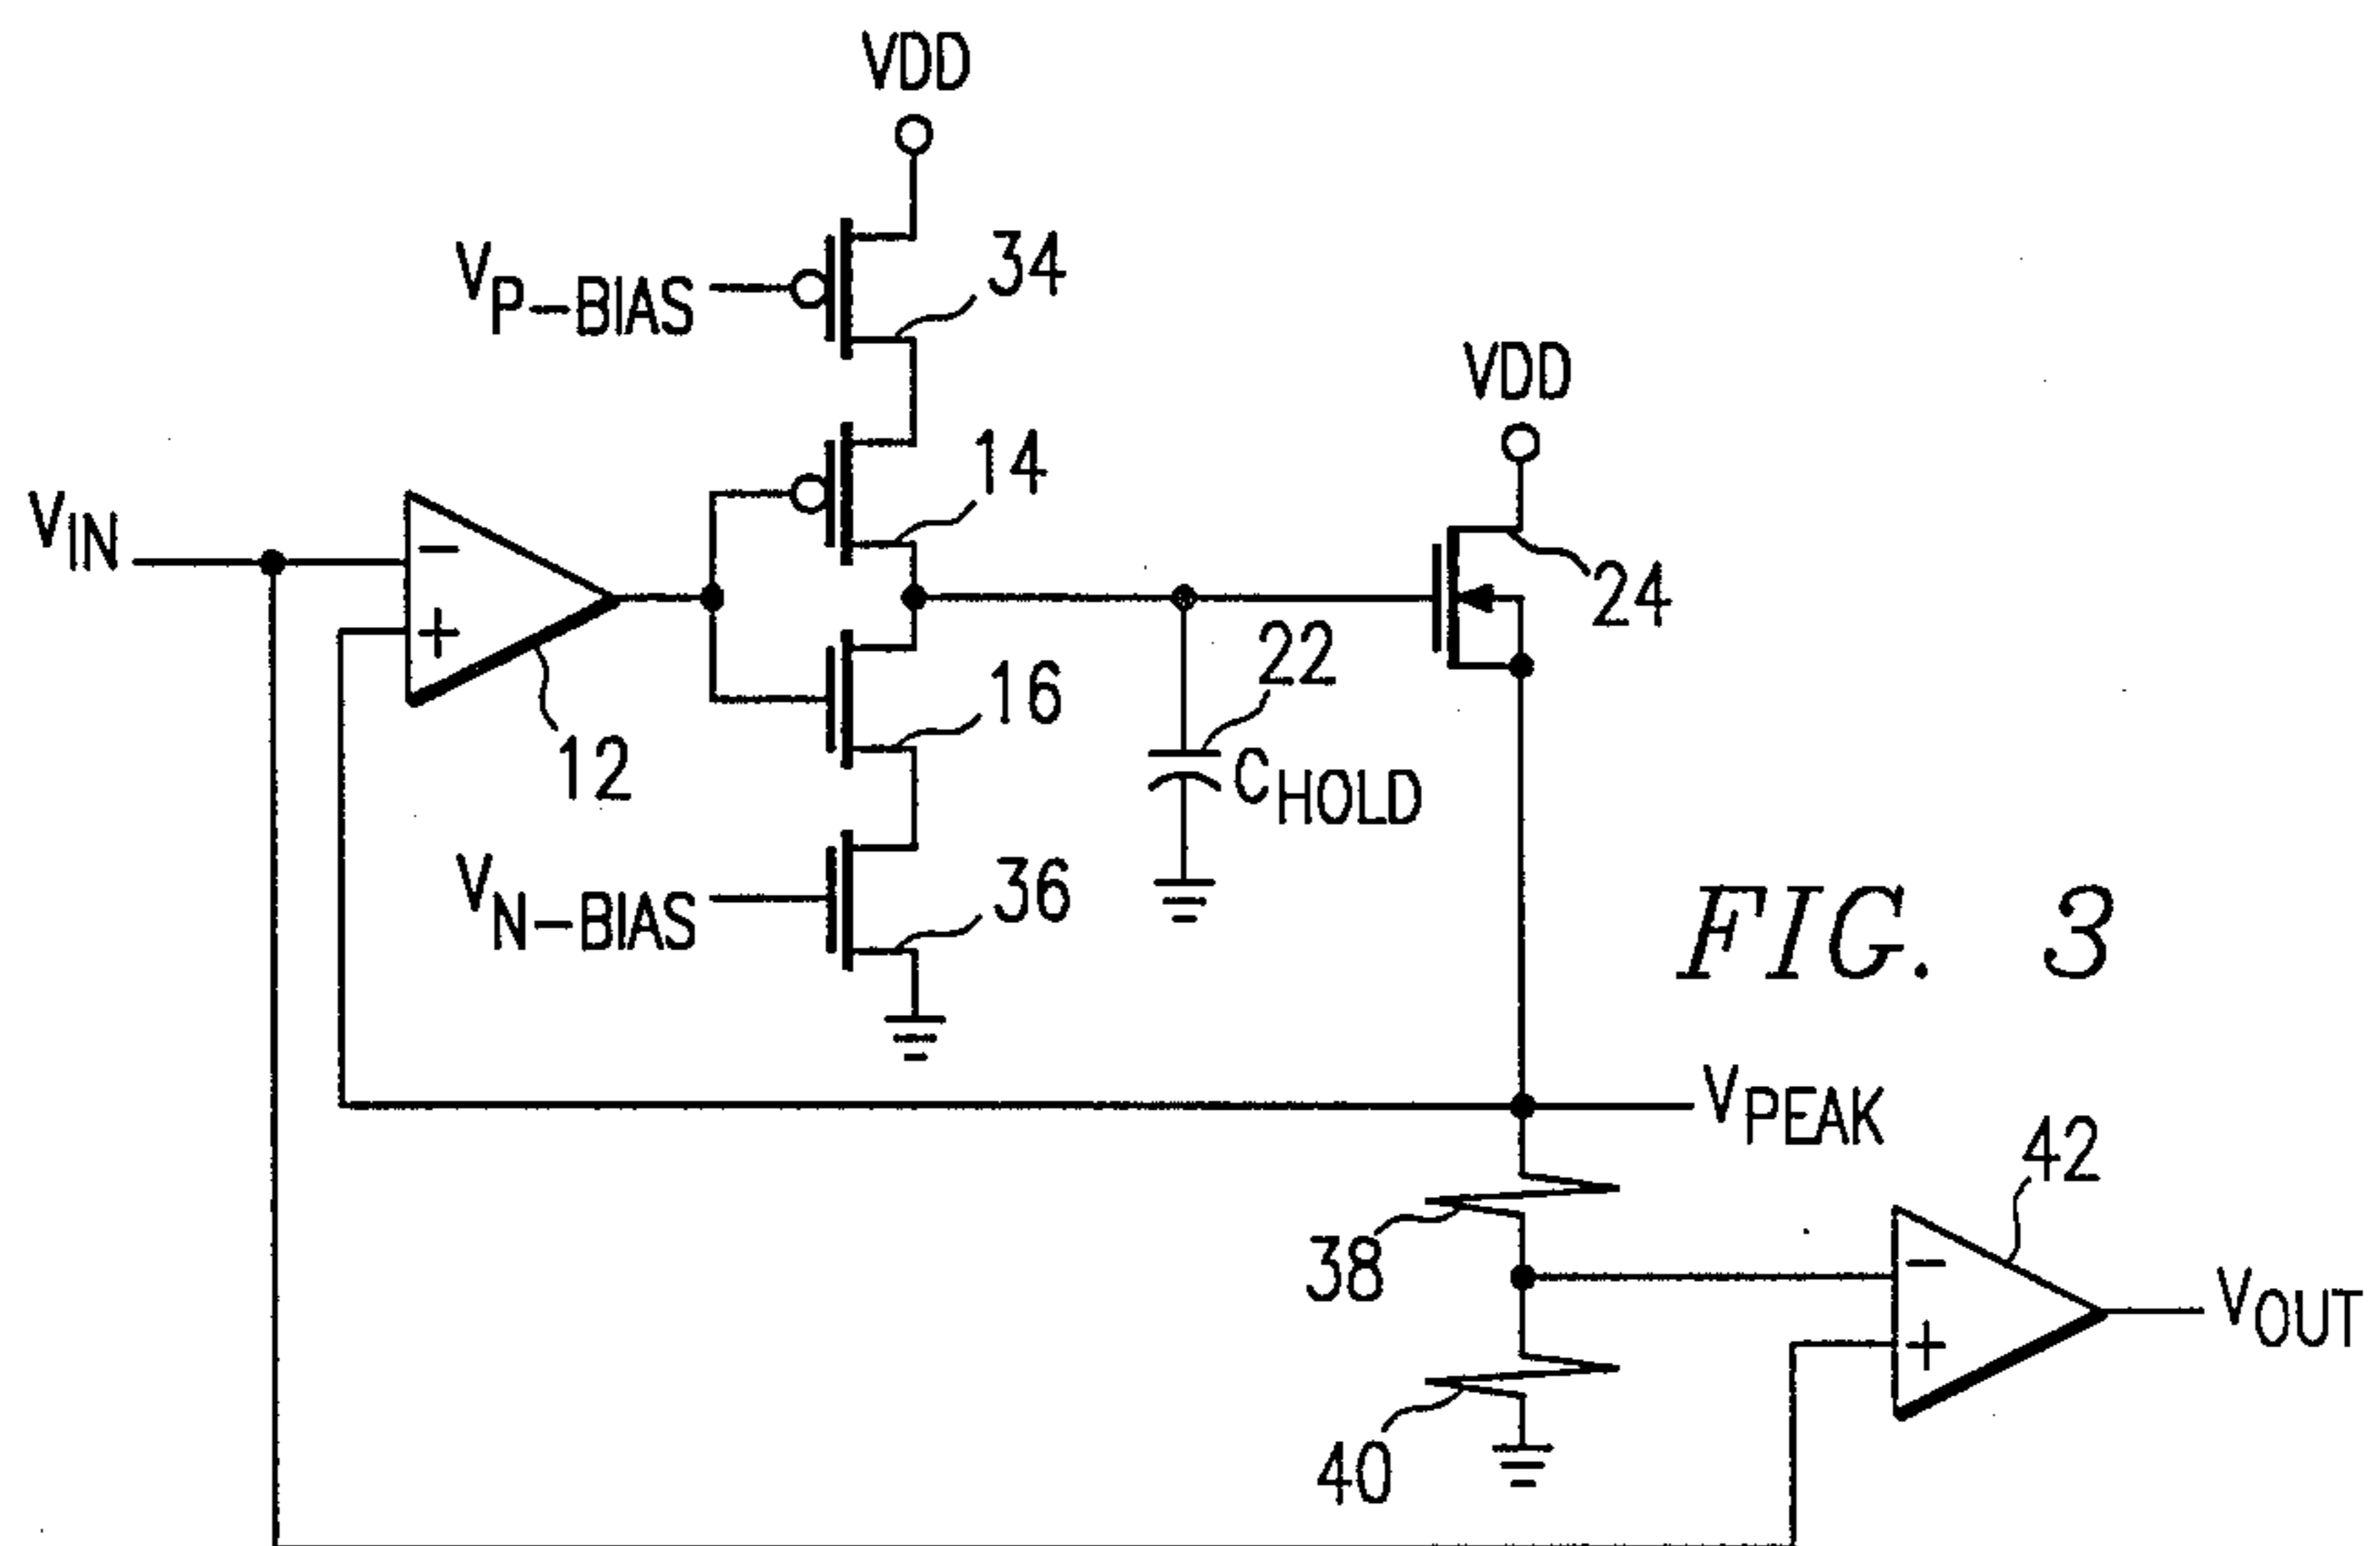 VDD
VP-BIAS
34
VDD
14
VIN
-
+
24
22
16
12
CHOLD
VN-BIAS
36
FIG. 3
VPEAK
42
38
-
+
VOUT
40